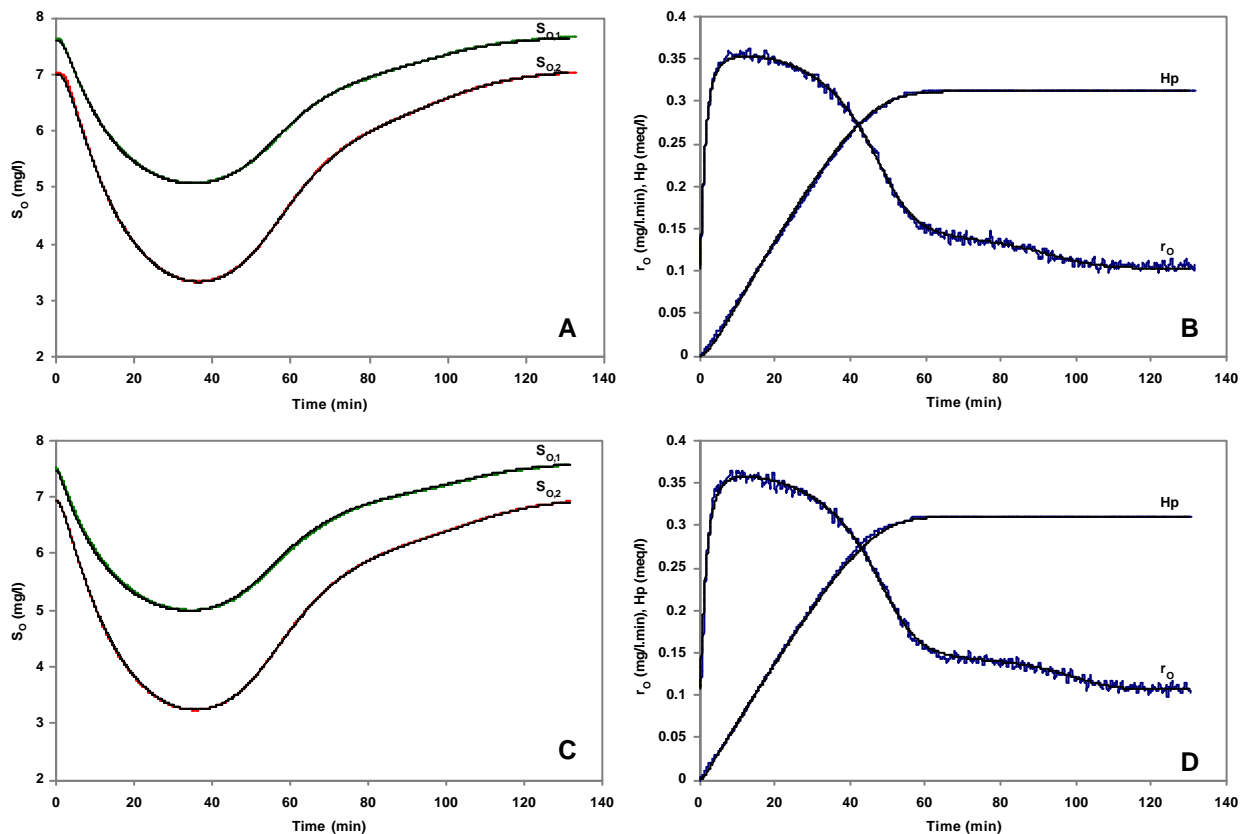 8
7
6
5
4
3
2
S_O (mg/l)
S_O,1
S_O,2
A
0 20 40 60 80 100 120 140
Time (min)
0.4
0.35
0.3
0.25
0.2
0.15
0.1
0.05
0
r_O (mg/l.min), Hp (meq/l)
Hp
r_O
B
0 20 40 60 80 100 120 140
Time (min)
8
7
6
5
4
3
2
S_O (mg/l)
S_O,1
S_O,2
C
0 20 40 60 80 100 120 140
Time (min)
0.4
0.35
0.3
0.25
0.2
0.15
0.1
0.05
0
r_O (mg/l.min), Hp (meq/l)
Hp
r_O
D
0 20 40 60 80 100 120 140
Time (min)